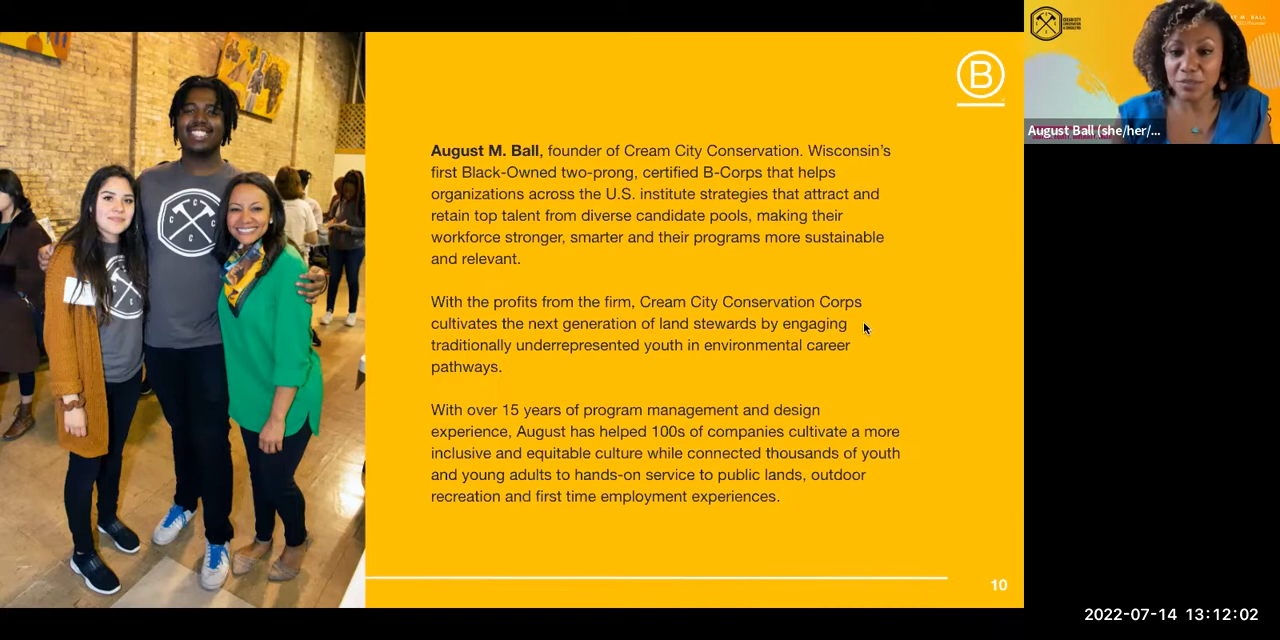 B
August M. Ball, founder of Cream City Conservation. Wisconsin’s
first Black-Owned two-prong, certified B-Corps that helps
organizations across the U.S. institute strategies that attract and
retain top talent from diverse candidate pools, making their
workforce stronger, smarter and their programs more sustainable
and relevant.
With the profits from the firm, Cream City Conservation Corps
cultivates the next generation of land stewards by engaging
traditionally underrepresented youth in environmental career
pathways.
With over 15 years of program management and design
experience, August has helped 100s of companies cultivate a more
inclusive and equitable culture while connected thousands of youth
and young adults to hands-on service to public lands, outdoor
recreation and first time employment experiences.
10
CREAM CITY
CONSERVATION
August Ball (she/her/...
2022-07-14 13:12:02